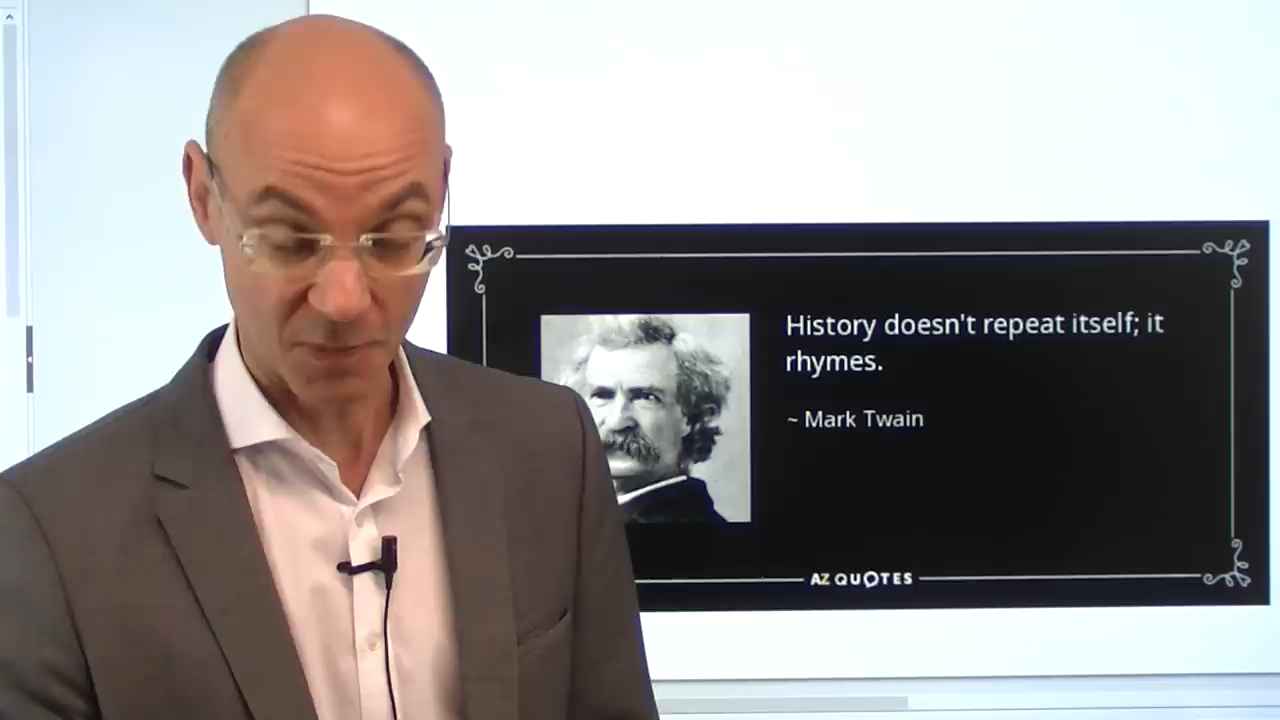 History doesn't repeat itself; it
rhymes.
~ Mark Twain
AZ QUOTES